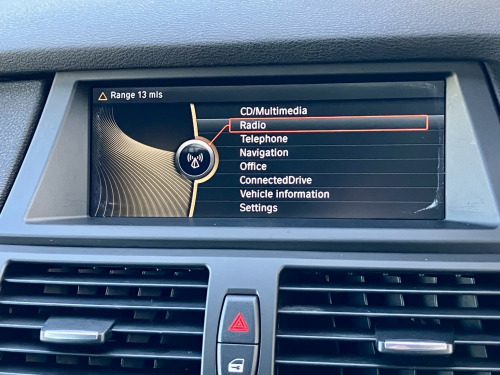 Range 13 mls
CD/Multimedia
Radio
Telephone
Navigation
Office
ConnectedDrive
Vehicle information
Settings